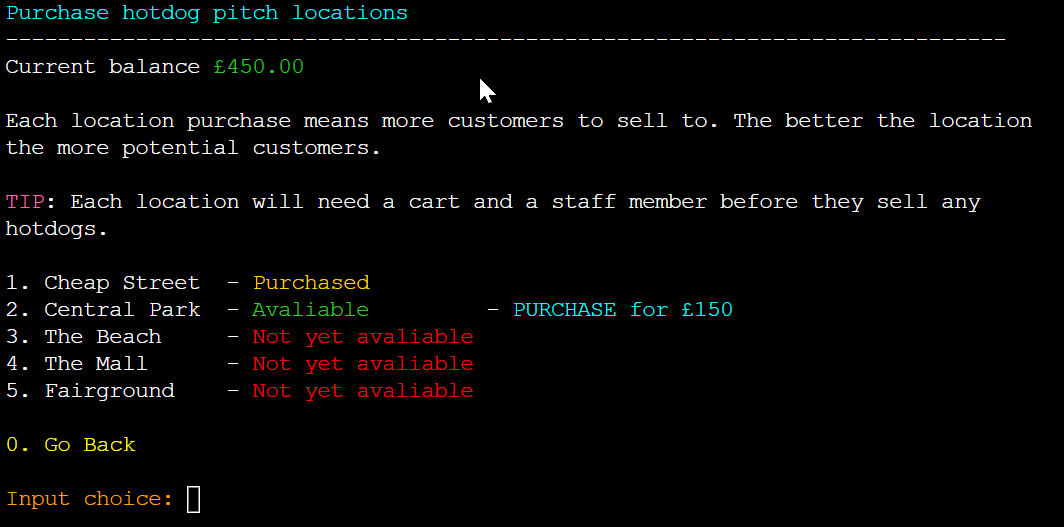 Purchase hotdog pitch locations
-----------------------------------------------------------------------------
Current balance £450.00
Each location purchase means more customers to sell to. The better the location
the more potential customers.
TIP: Each location will need a cart and a staff member before they sell any
hotdogs.
1. Cheap Street  - Purchased
2. Central Park  - Avaliable         - PURCHASE for £150
3. The Beach     - Not yet avaliable
4. The Mall      - Not yet avaliable
5. Fairground    - Not yet avaliable
0. Go Back
Input choice: